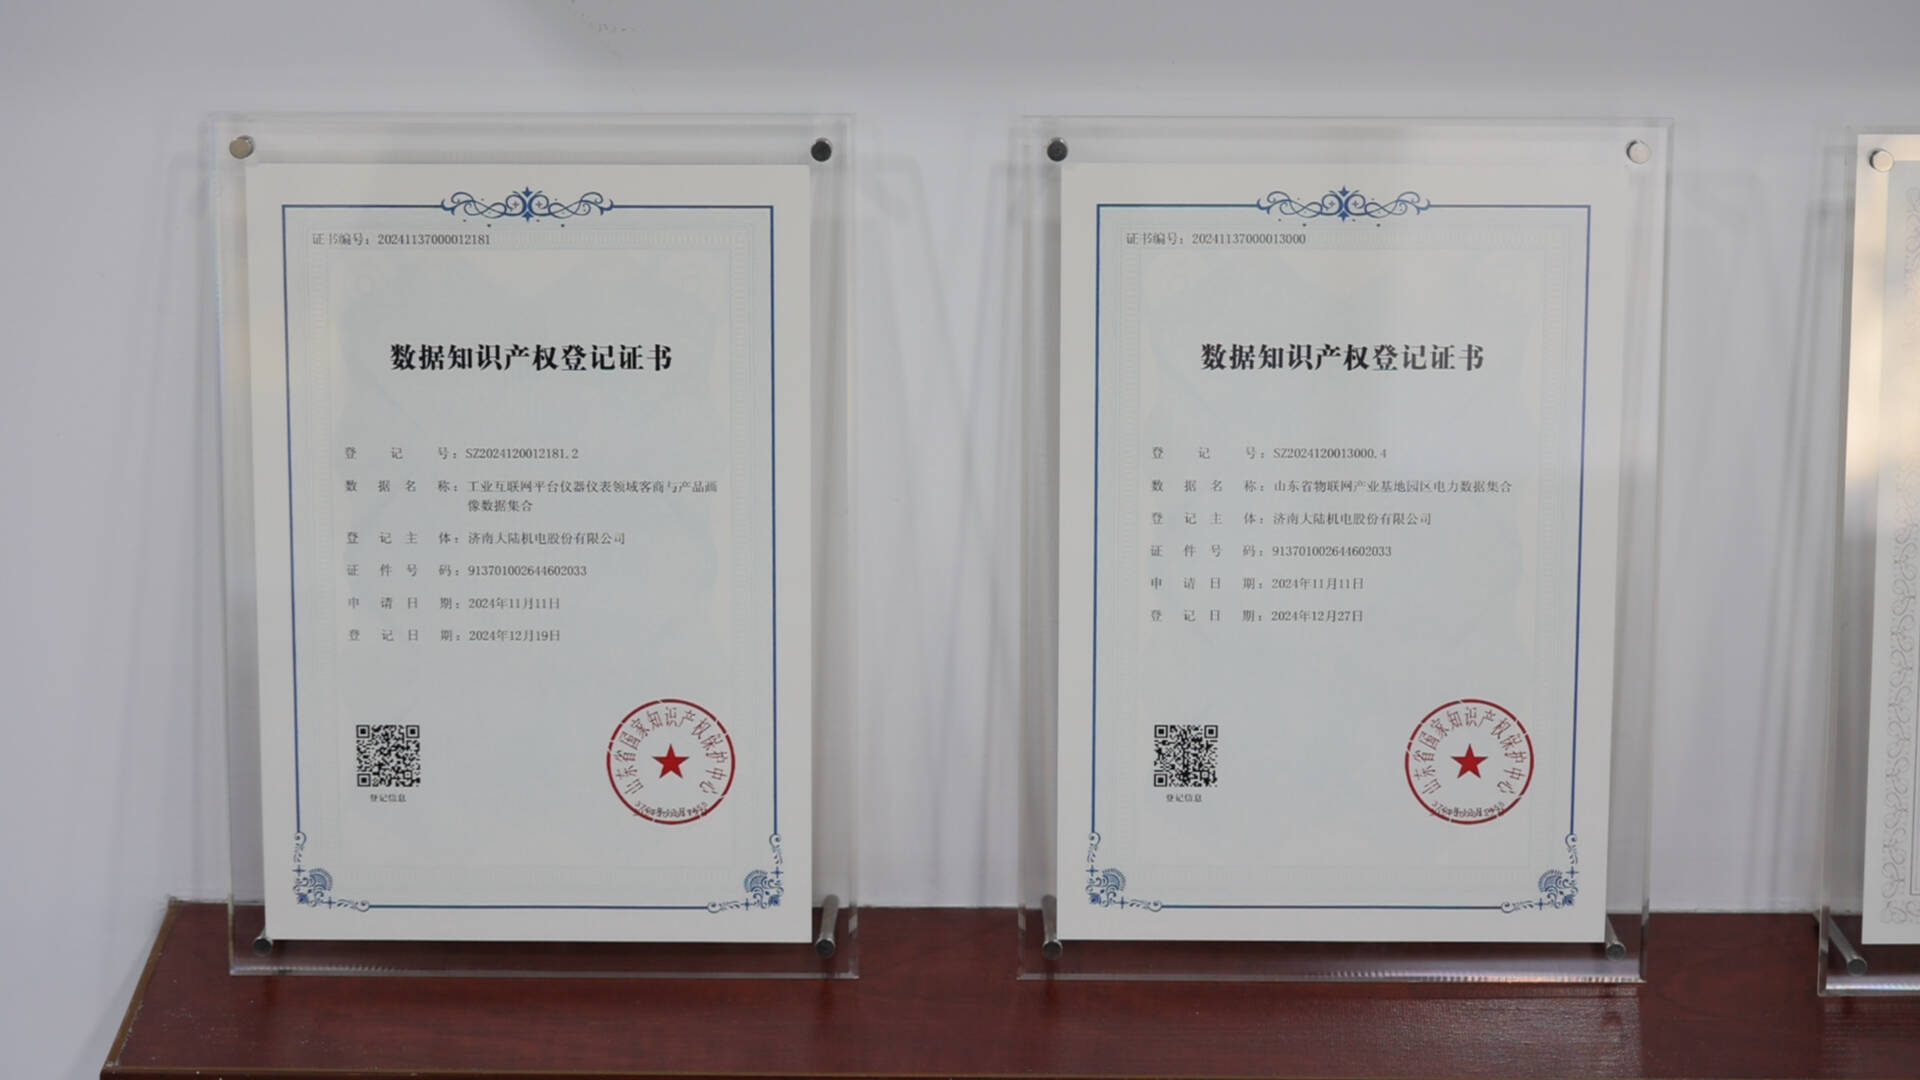 证书编号：20241137000012181
数据知识产权登记证书
登记号：SZ2024120012181.2
数据名称：工业互联网平台仪器仪表领域客商与产品画
像数据集合
登记主体：济南大陆机电股份有限公司
证件号码：913701002644602033
申请日期：2024年11月11日
登记日期：2024年12月19日
登记信息
山东省国家知识产权保护中心
证书编号：20241137000013000
数据知识产权登记证书
登记号：SZ2024120013000.4
数据名称：山东省物联网产业基地园区电力数据集合
登记主体：济南大陆机电股份有限公司
证件号码：913701002644602033
申请日期：2024年11月11日
登记日期：2024年12月27日
登记信息
山东省国家知识产权保护中心